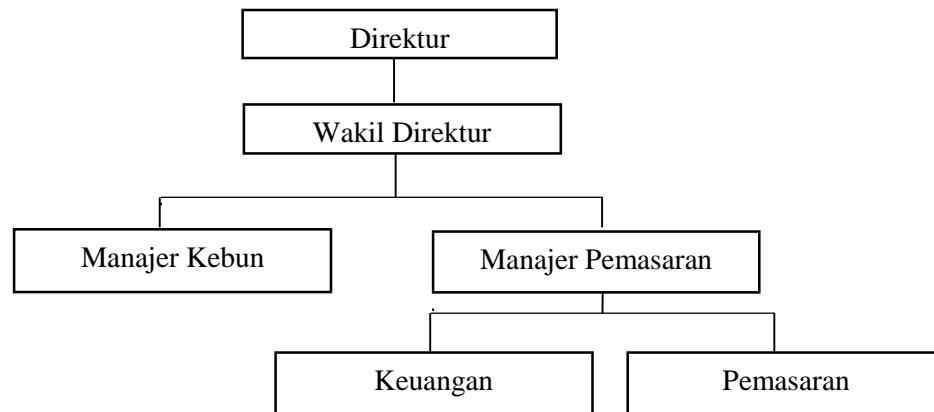 Direktur
Wakil Direktur
Manajer Kebun
Manajer Pemasaran
Keuangan
Pemasaran